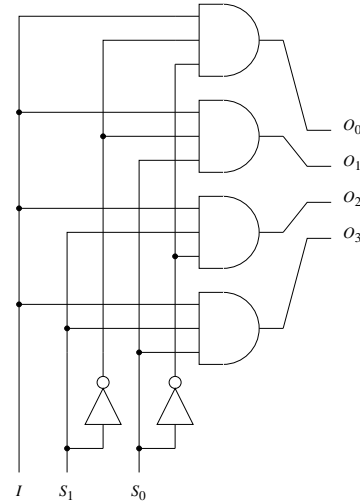 O₀
O₁
O₂
O₃
I S₁ S₀